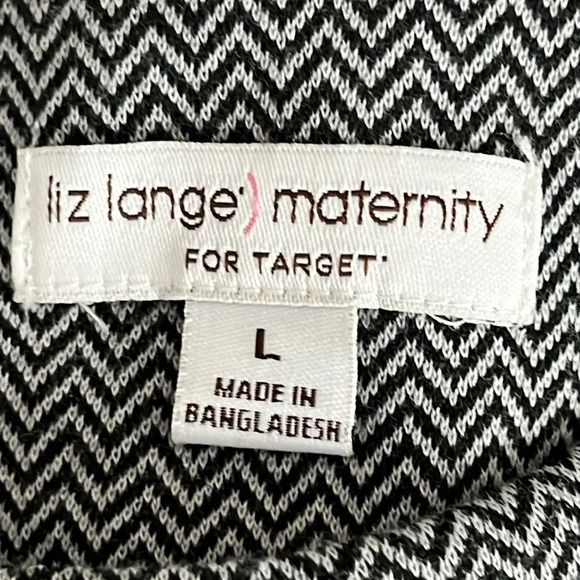 liz lange) maternity
FOR TARGET
L
MADE IN
BANGLADESH